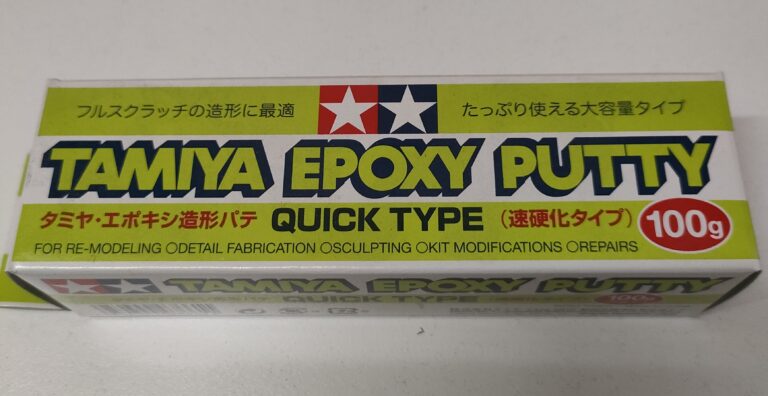 フルスクラッチの造形に最適 たっぷり使える大容量タイプ
TAMIYA EPOXY PUTTY
タミヤ・エポキシ造形パテ QUICK TYPE (速硬化タイプ) 100g
FOR RE-MODELING ○DETAIL FABRICATION ○SCULPTING ○KIT MODIFICATIONS ○REPAIRS
TAMIYA EPOXY PUTTY
QUICK TYPE 100g